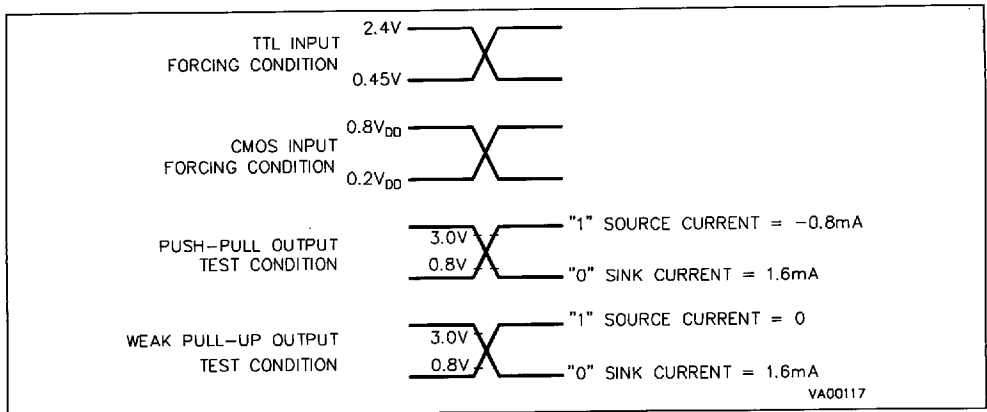 TTL INPUT
FORCING CONDITION
2.4V
0.45V
CMOS INPUT
FORCING CONDITION
0.8VDD
0.2VDD
PUSH-PULL OUTPUT
TEST CONDITION
3.0V
0.8V
"1" SOURCE CURRENT = -0.8mA
"0" SINK CURRENT = 1.6mA
WEAK PULL-UP OUTPUT
TEST CONDITION
3.0V
0.8V
"1" SOURCE CURRENT = 0
"0" SINK CURRENT = 1.6mA
VA00117